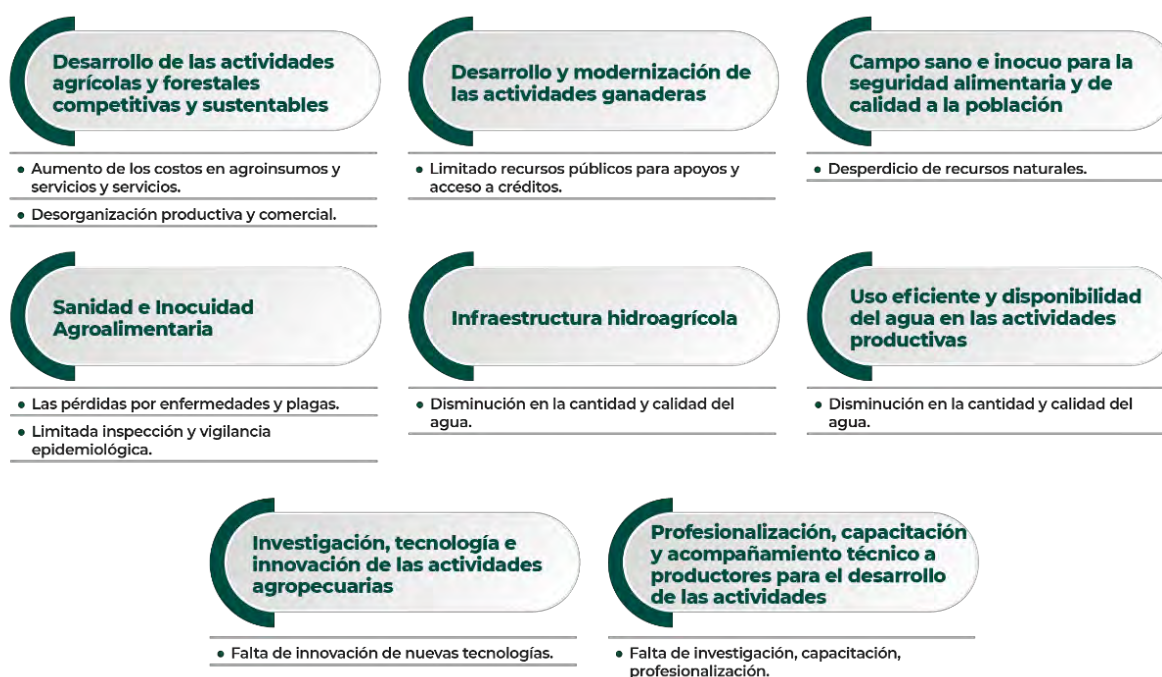 Desarrollo de las actividades
agrícolas y forestales
competitivas y sustentables
• Aumento de los costos en agroinsumos y
servicios y servicios.
• Desorganización productiva y comercial.
Desarrollo y modernización de
las actividades ganaderas
• Limitado recursos públicos para apoyos y
acceso a créditos.
Campo sano e inocuo para la
seguridad alimentaria y de
calidad a la población
• Desperdicio de recursos naturales.
Sanidad e Inocuidad
Agroalimentaria
• Las pérdidas por enfermedades y plagas.
• Limitada inspección y vigilancia
epidemiológica.
Infraestructura hidroagrícola
• Disminución en la cantidad y calidad del
agua.
Uso eficiente y disponibilidad
del agua en las actividades
productivas
• Disminución en la cantidad y calidad del
agua.
Investigación, tecnología e
innovación de las actividades
agropecuarias
• Falta de innovación de nuevas tecnologías.
Profesionalización, capacitación
y acompañamiento técnico a
productores para el desarrollo
de las actividades
• Falta de investigación, capacitación,
profesionalización.